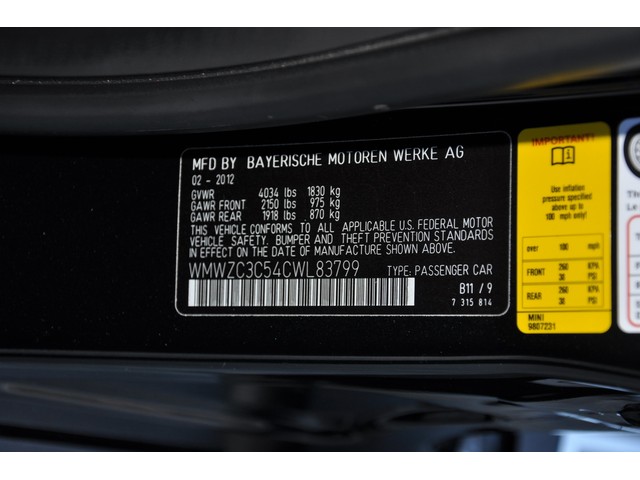 MFD BY BAYERISCHE MOTOREN WERKE AG
02 - 2012
GVWR 4034 lbs 1830 kg
GAWR FRONT 2150 lbs 975 kg
GAWR REAR 1918 lbs 870 kg
THIS VEHICLE CONFORMS TO ALL APPLICABLE U.S. FEDERAL MOTOR
VEHICLE SAFETY, BUMPER AND THEFT PREVENTION STANDARDS
IN EFFECT ON THE DATE OF MANUFACTURE SHOWN ABOVE.
WMWZC3C54CWL83799 TYPE: PASSENGER CAR
B11 / 9
7 315 814
IMPORTANT!
Use inflation
pressure specified
above up to
100 mph only!
over 100 mph
FRONT 260 KPA
38 PSI
REAR 260 KPA
38 PSI
MINI
9807231